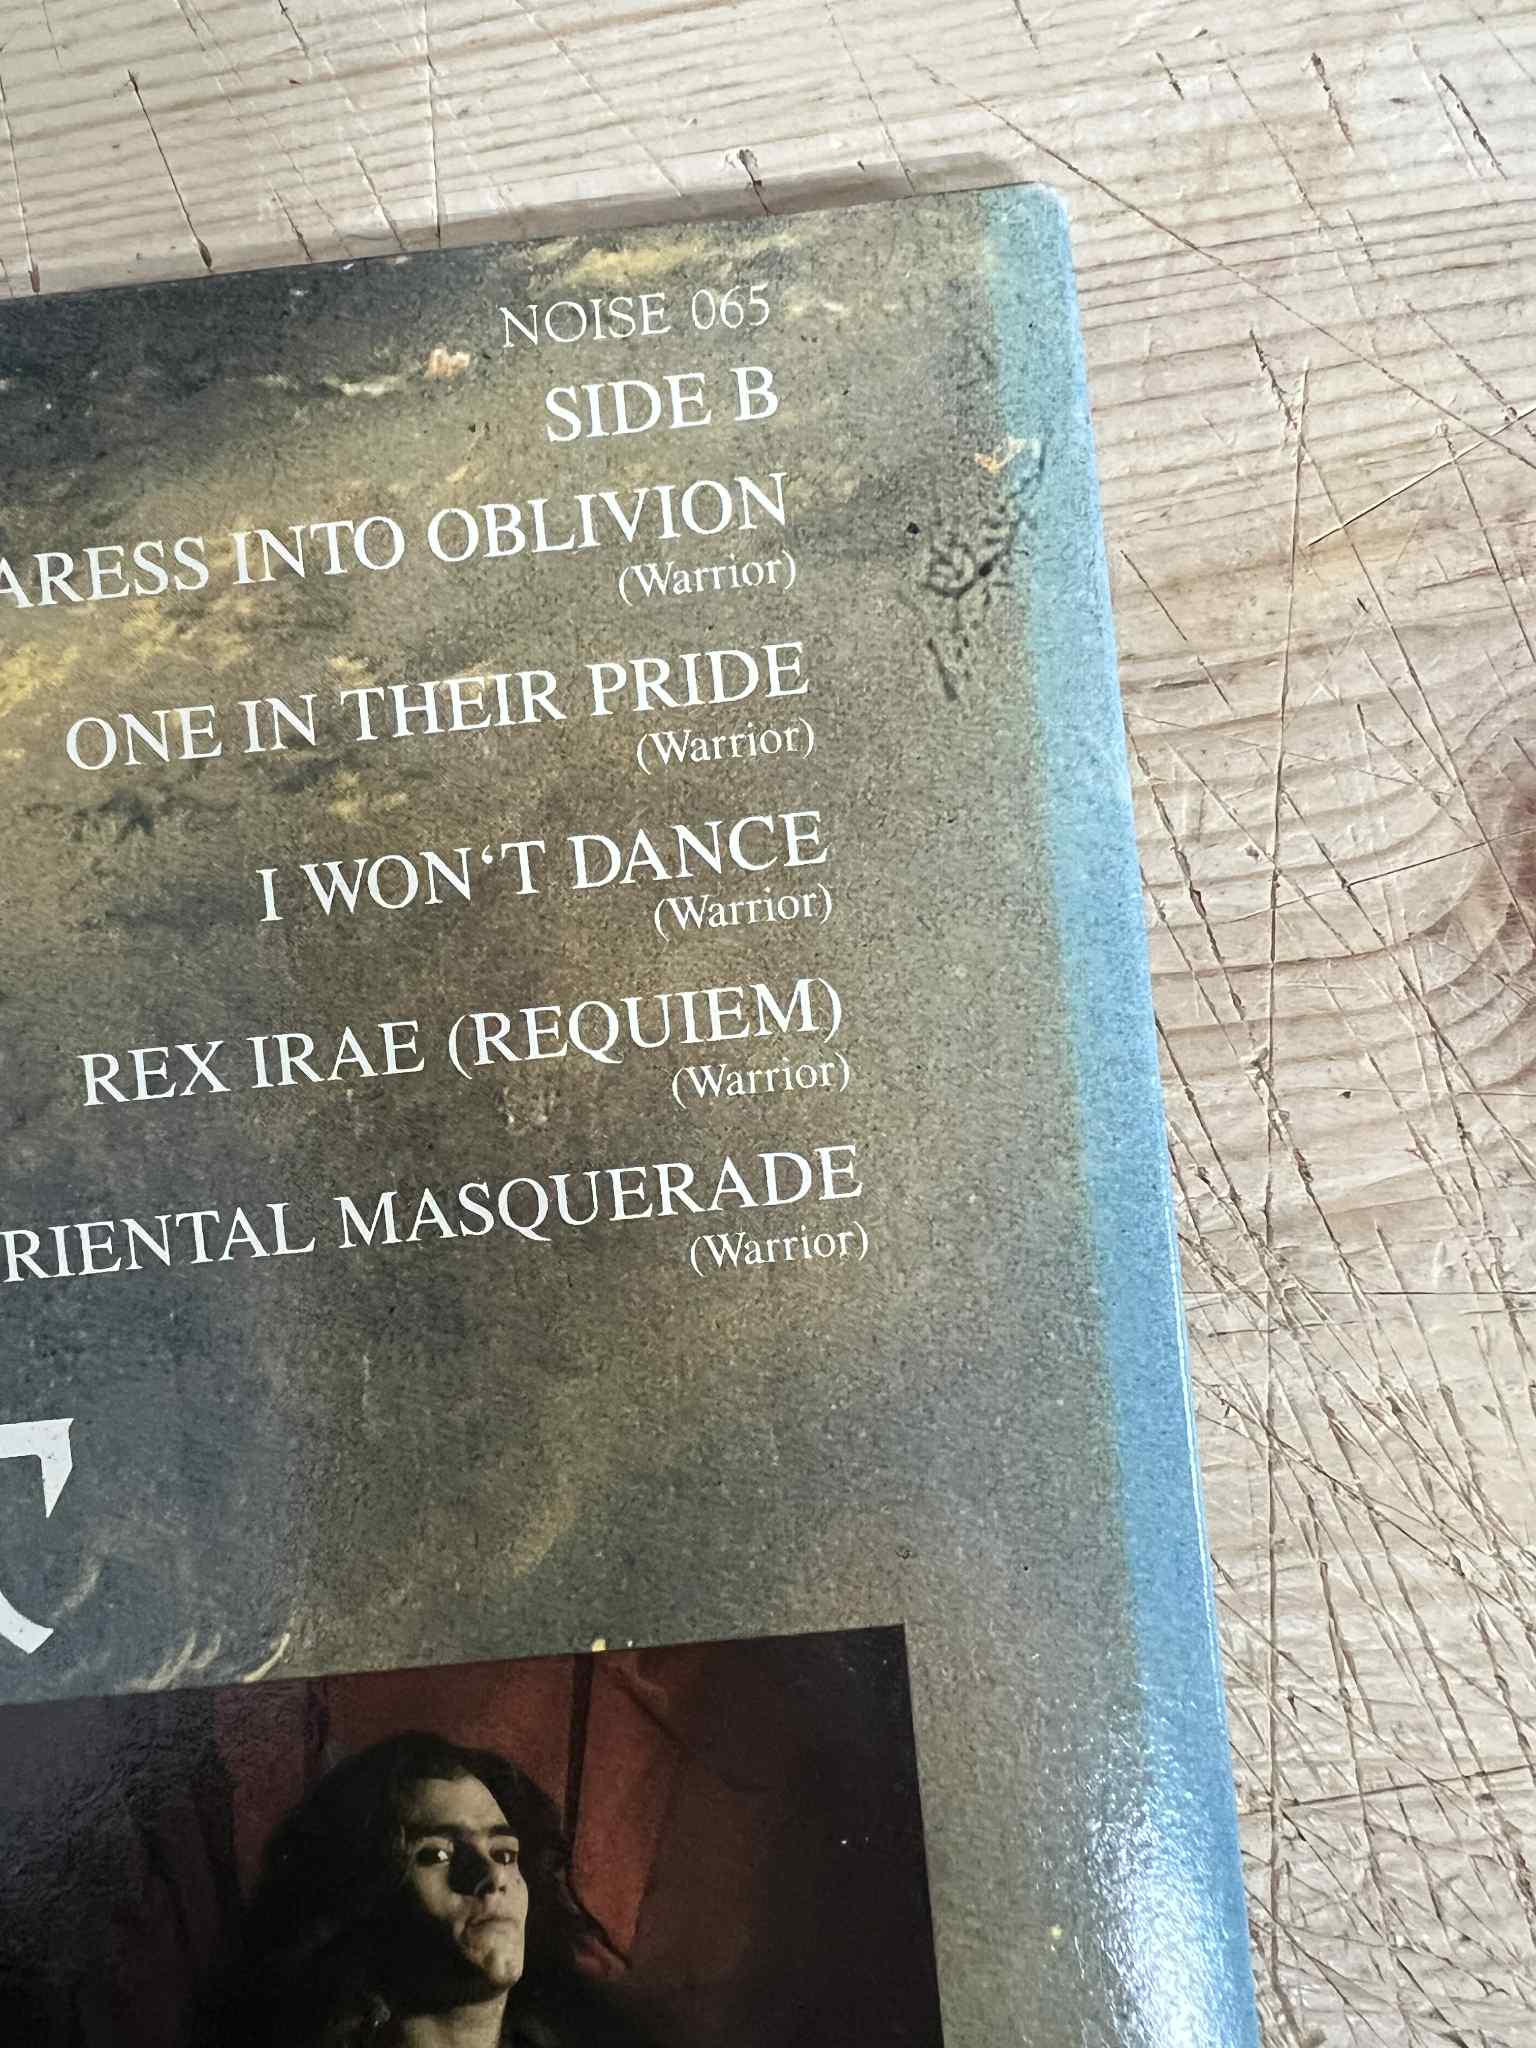 NOISE 065
SIDE B
ARESS INTO OBLIVION
(Warrior)
ONE IN THEIR PRIDE
(Warrior)
I WON‘T DANCE
(Warrior)
REX IRAE (REQUIEM)
(Warrior)
RIENTAL MASQUERADE
(Warrior)